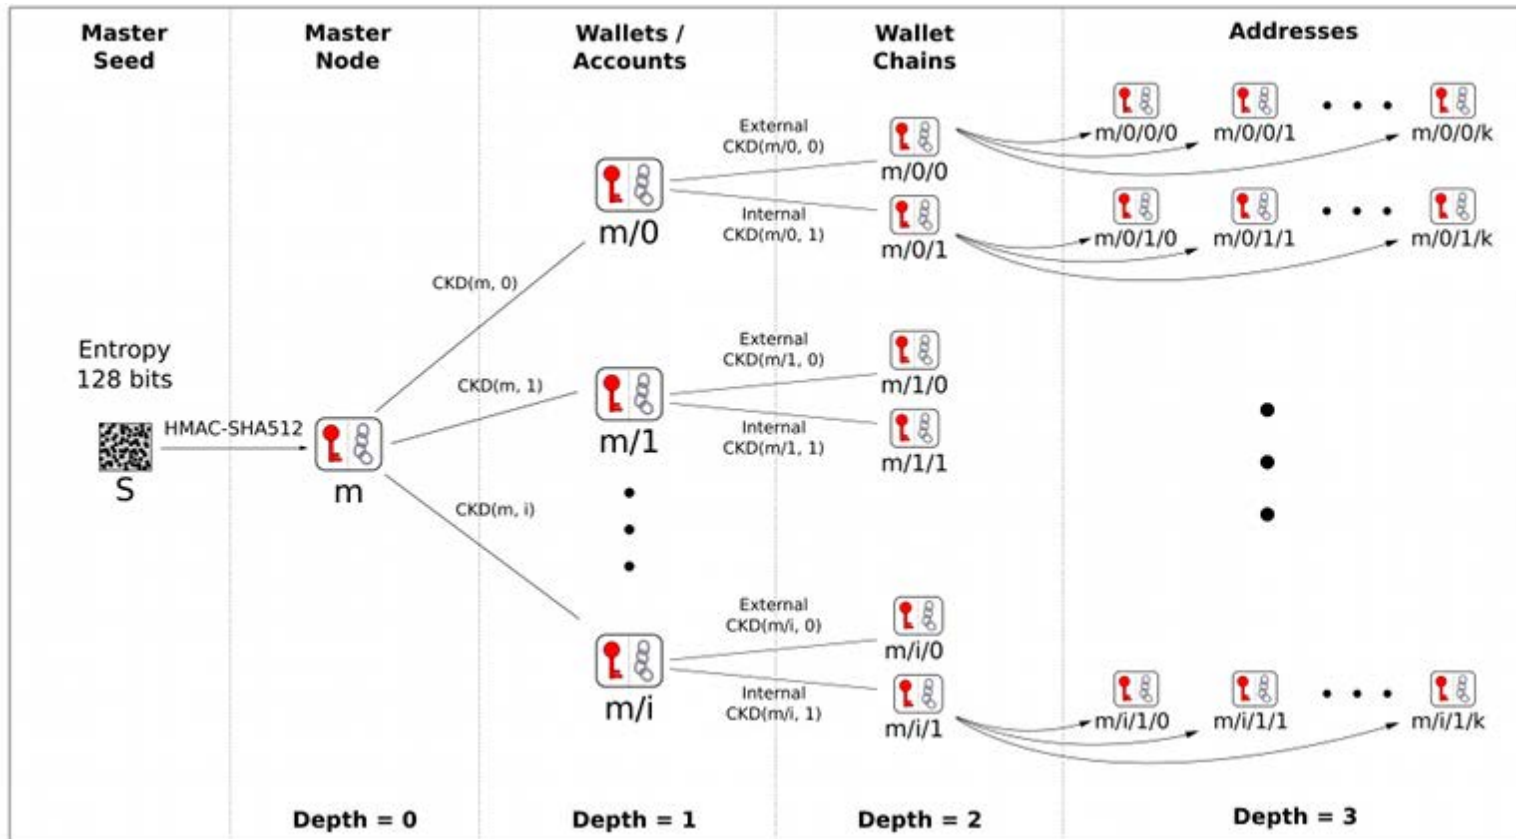 Master
Seed
Master
Node
Wallets /
Accounts
Wallet
Chains
Addresses
External
CKD(m/0, 0)
m/0/0
m/0/0/0
m/0/0/1
m/0/0/k
m/0
Internal
CKD(m/0, 1)
m/0/1
m/0/1/0
m/0/1/1
m/0/1/k
CKD(m, 0)
Entropy
128 bits
HMAC-SHA512
S
m
CKD(m, 1)
m/1
External
CKD(m/1, 0)
m/1/0
Internal
CKD(m/1, 1)
m/1/1
CKD(m, i)
m/i
External
CKD(m/i, 0)
m/i/0
Internal
CKD(m/i, 1)
m/i/1
m/i/1/0
m/i/1/1
m/i/1/k
Depth = 0
Depth = 1
Depth = 2
Depth = 3